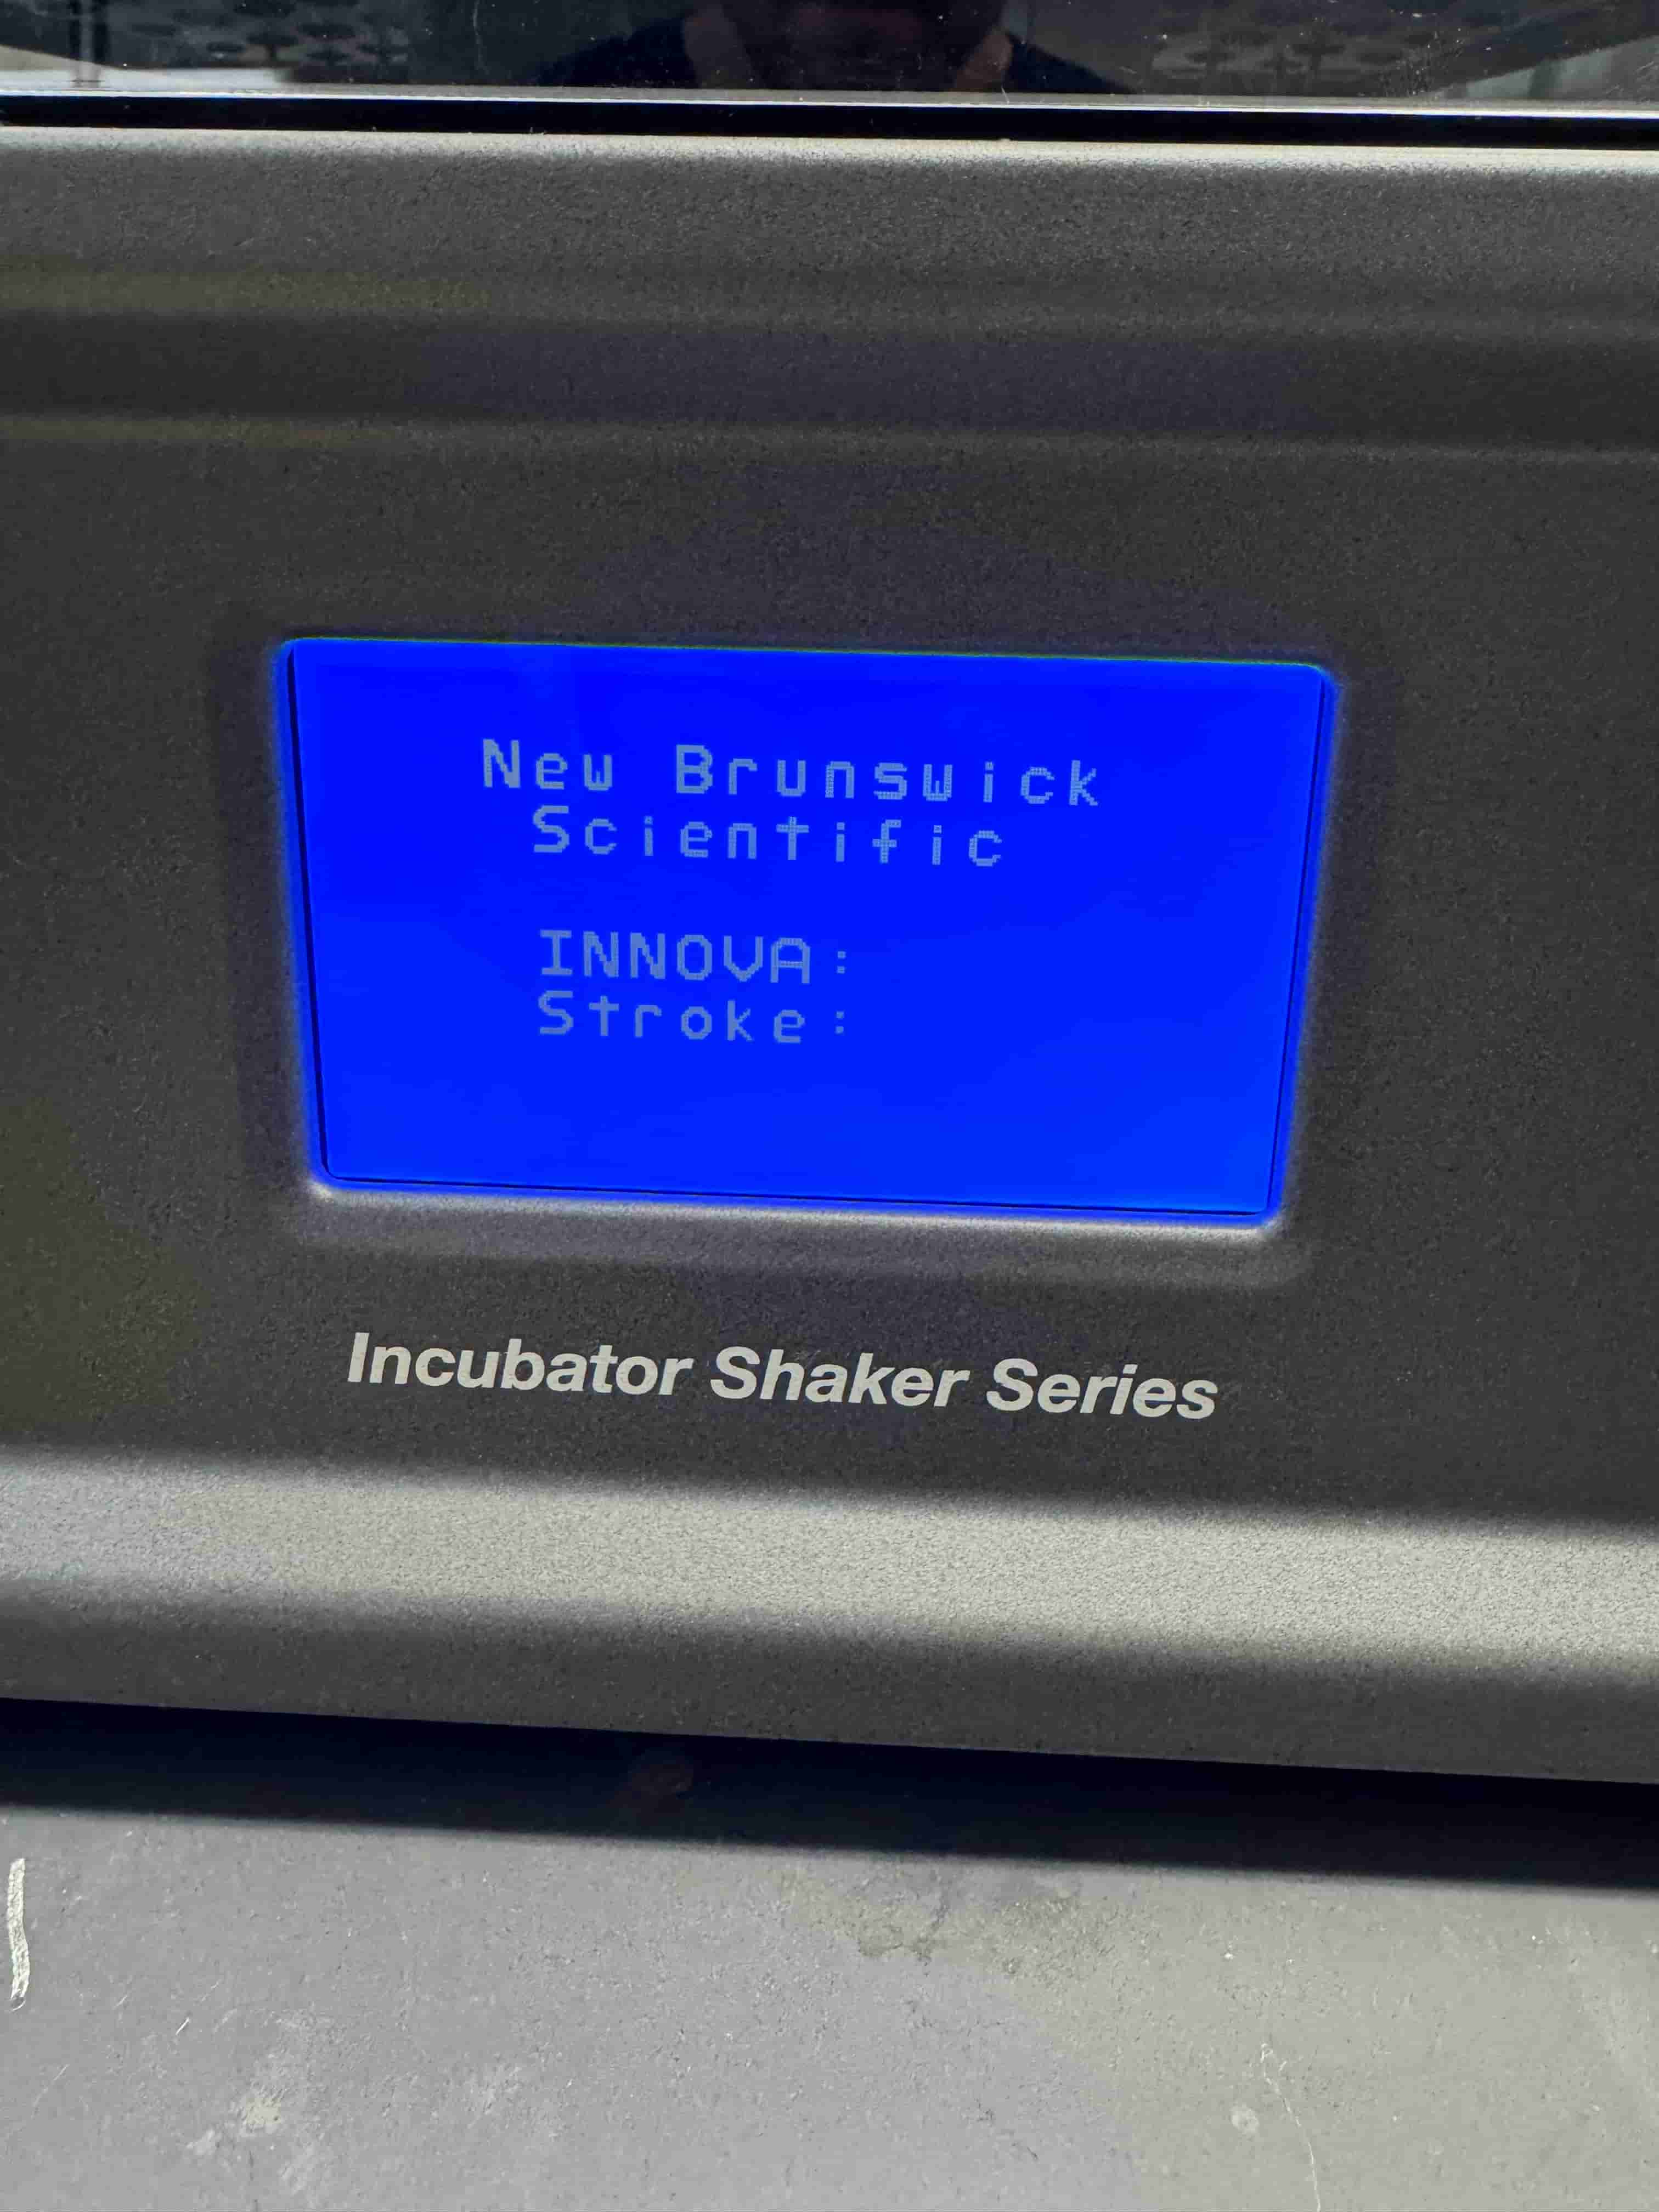 New Brunswick
Scientific
INNOVA:
Stroke:
Incubator Shaker Series